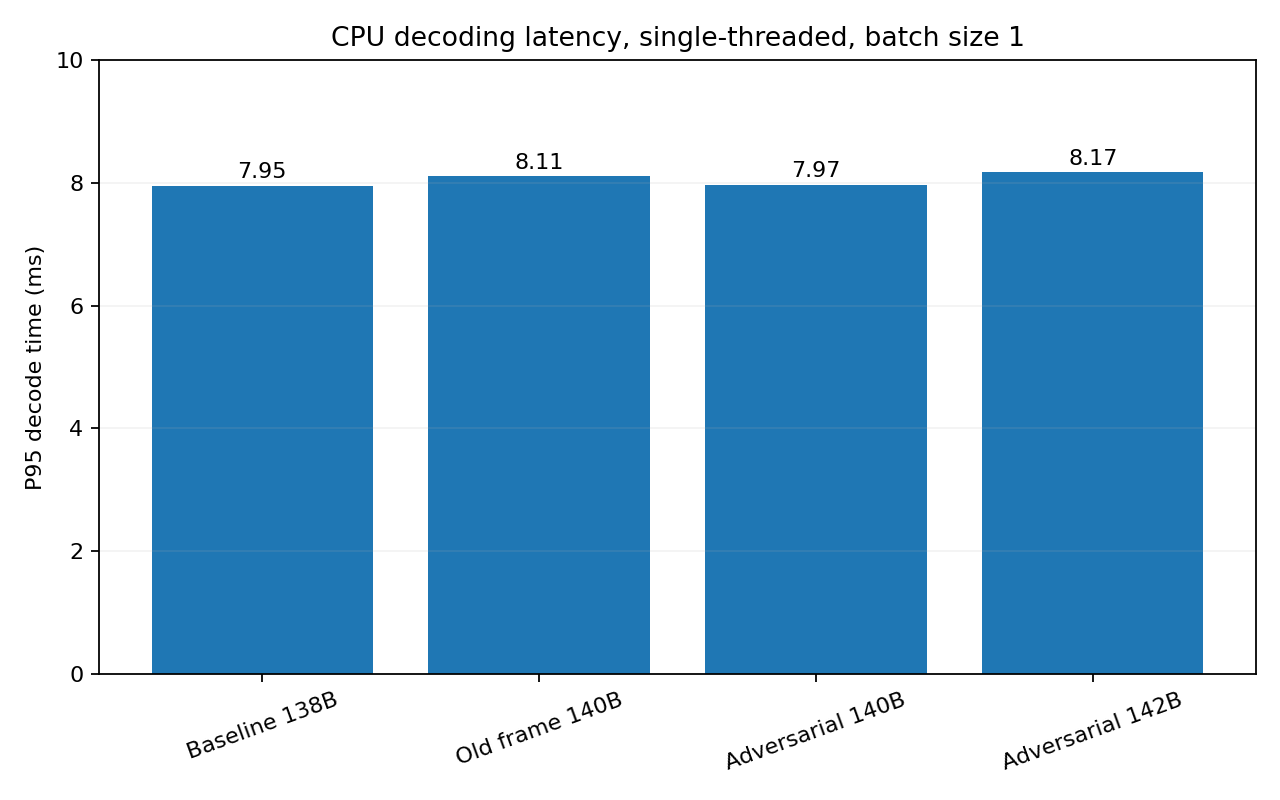 CPU decoding latency, single-threaded, batch size 1
P95 decode time (ms)
10
8
6
4
2
0
7.95
8.11
7.97
8.17
Baseline 138B
Old frame 140B
Adversarial 140B
Adversarial 142B